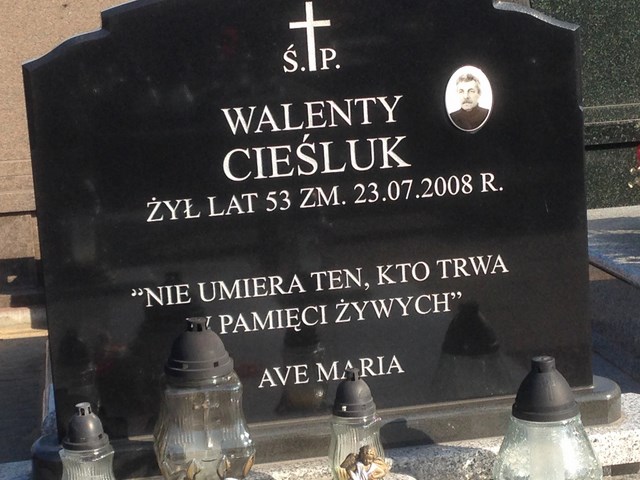 Ś. P.
WALENTY
CIEŚLUK
ŻYŁ LAT 53 ZM. 23.07.2008 R.
"NIE UMIERA TEN, KTO TRWA
W PAMIĘCI ŻYWYCH"
AVE MARIA